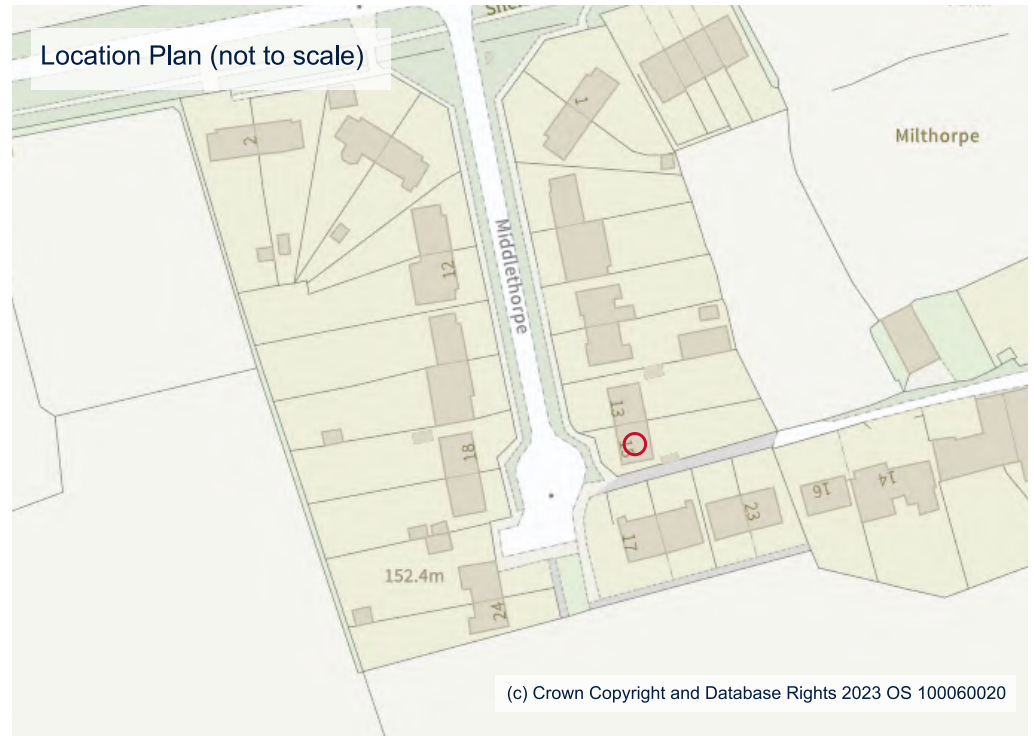 Location Plan (not to scale)
2
1
Milthorpe
12
Middlethorpe
13
15
18
16
14
23
17
152.4m
24
(c) Crown Copyright and Database Rights 2023 OS 100060020